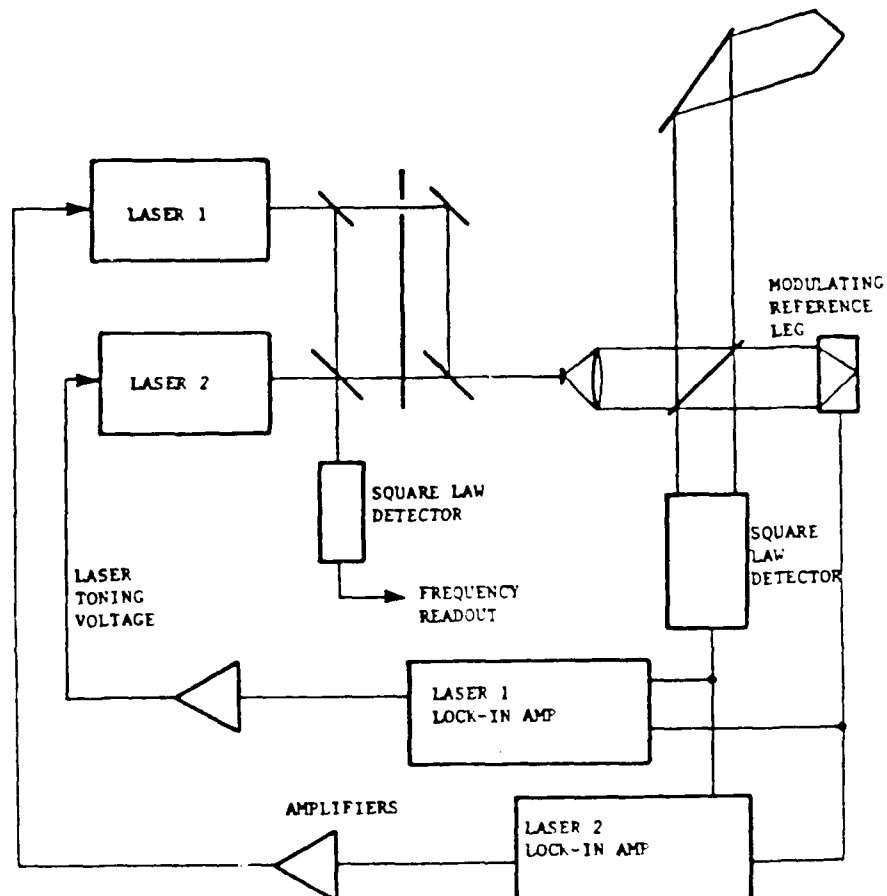 LASER 1
MODULATING
REFERENCE
LEG
LASER 2
SQUARE LAW
DETECTOR
SQUARE
LAW
DETECTOR
LASER
TONING
VOLTAGE
FREQUENCY
READOUT
LASER 1
LOCK-IN AMP
AMPLIFIERS
LASER 2
LOCK-IN AMP